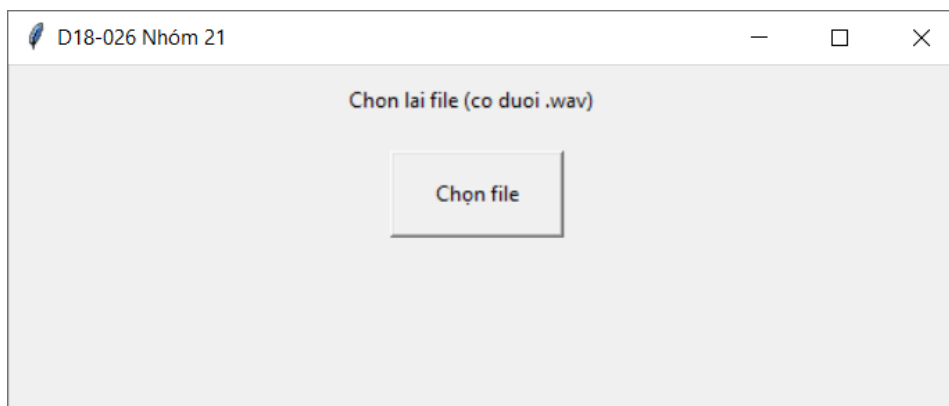 D18-026 Nhóm 21
Chon lai file (co duoi .wav)
Chọn file